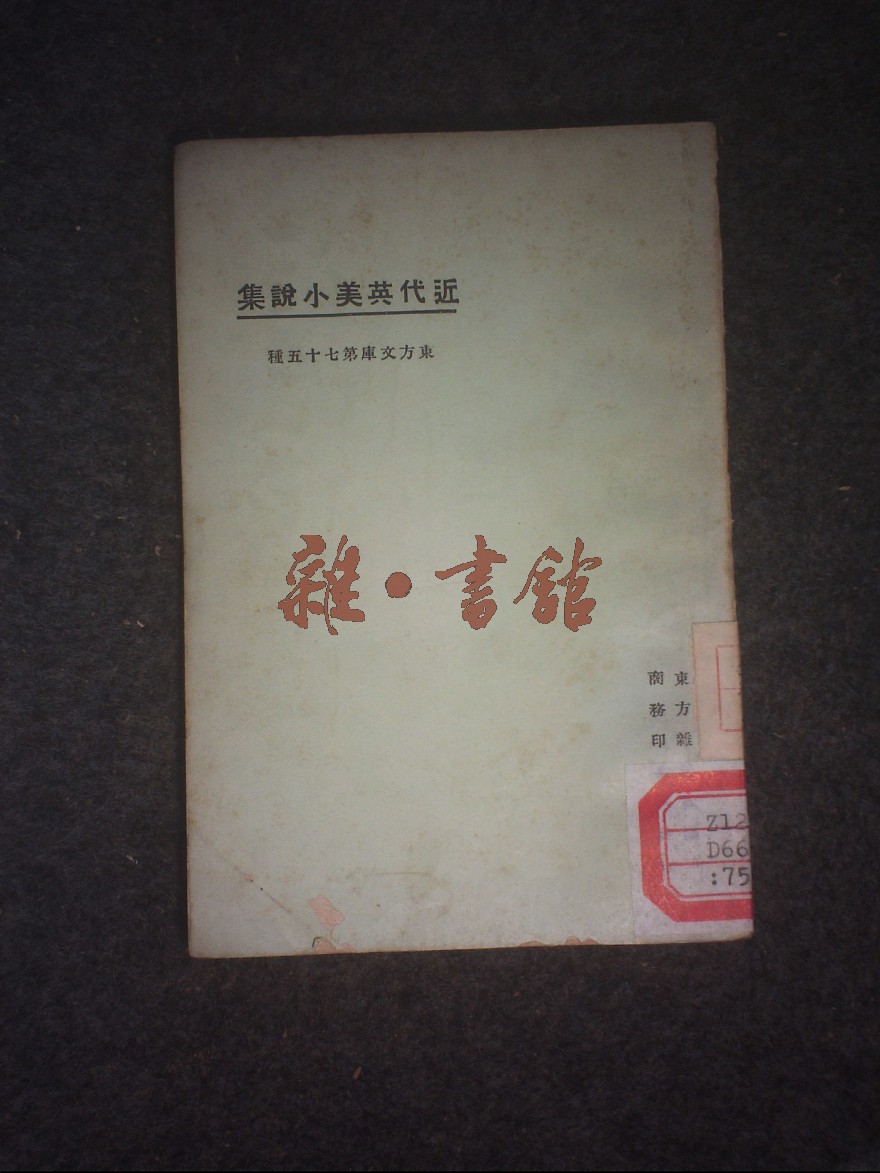 近代英美小說集
東方文庫第七十五種
雜·書館
東方雜
商務印
Z12
D66
:75